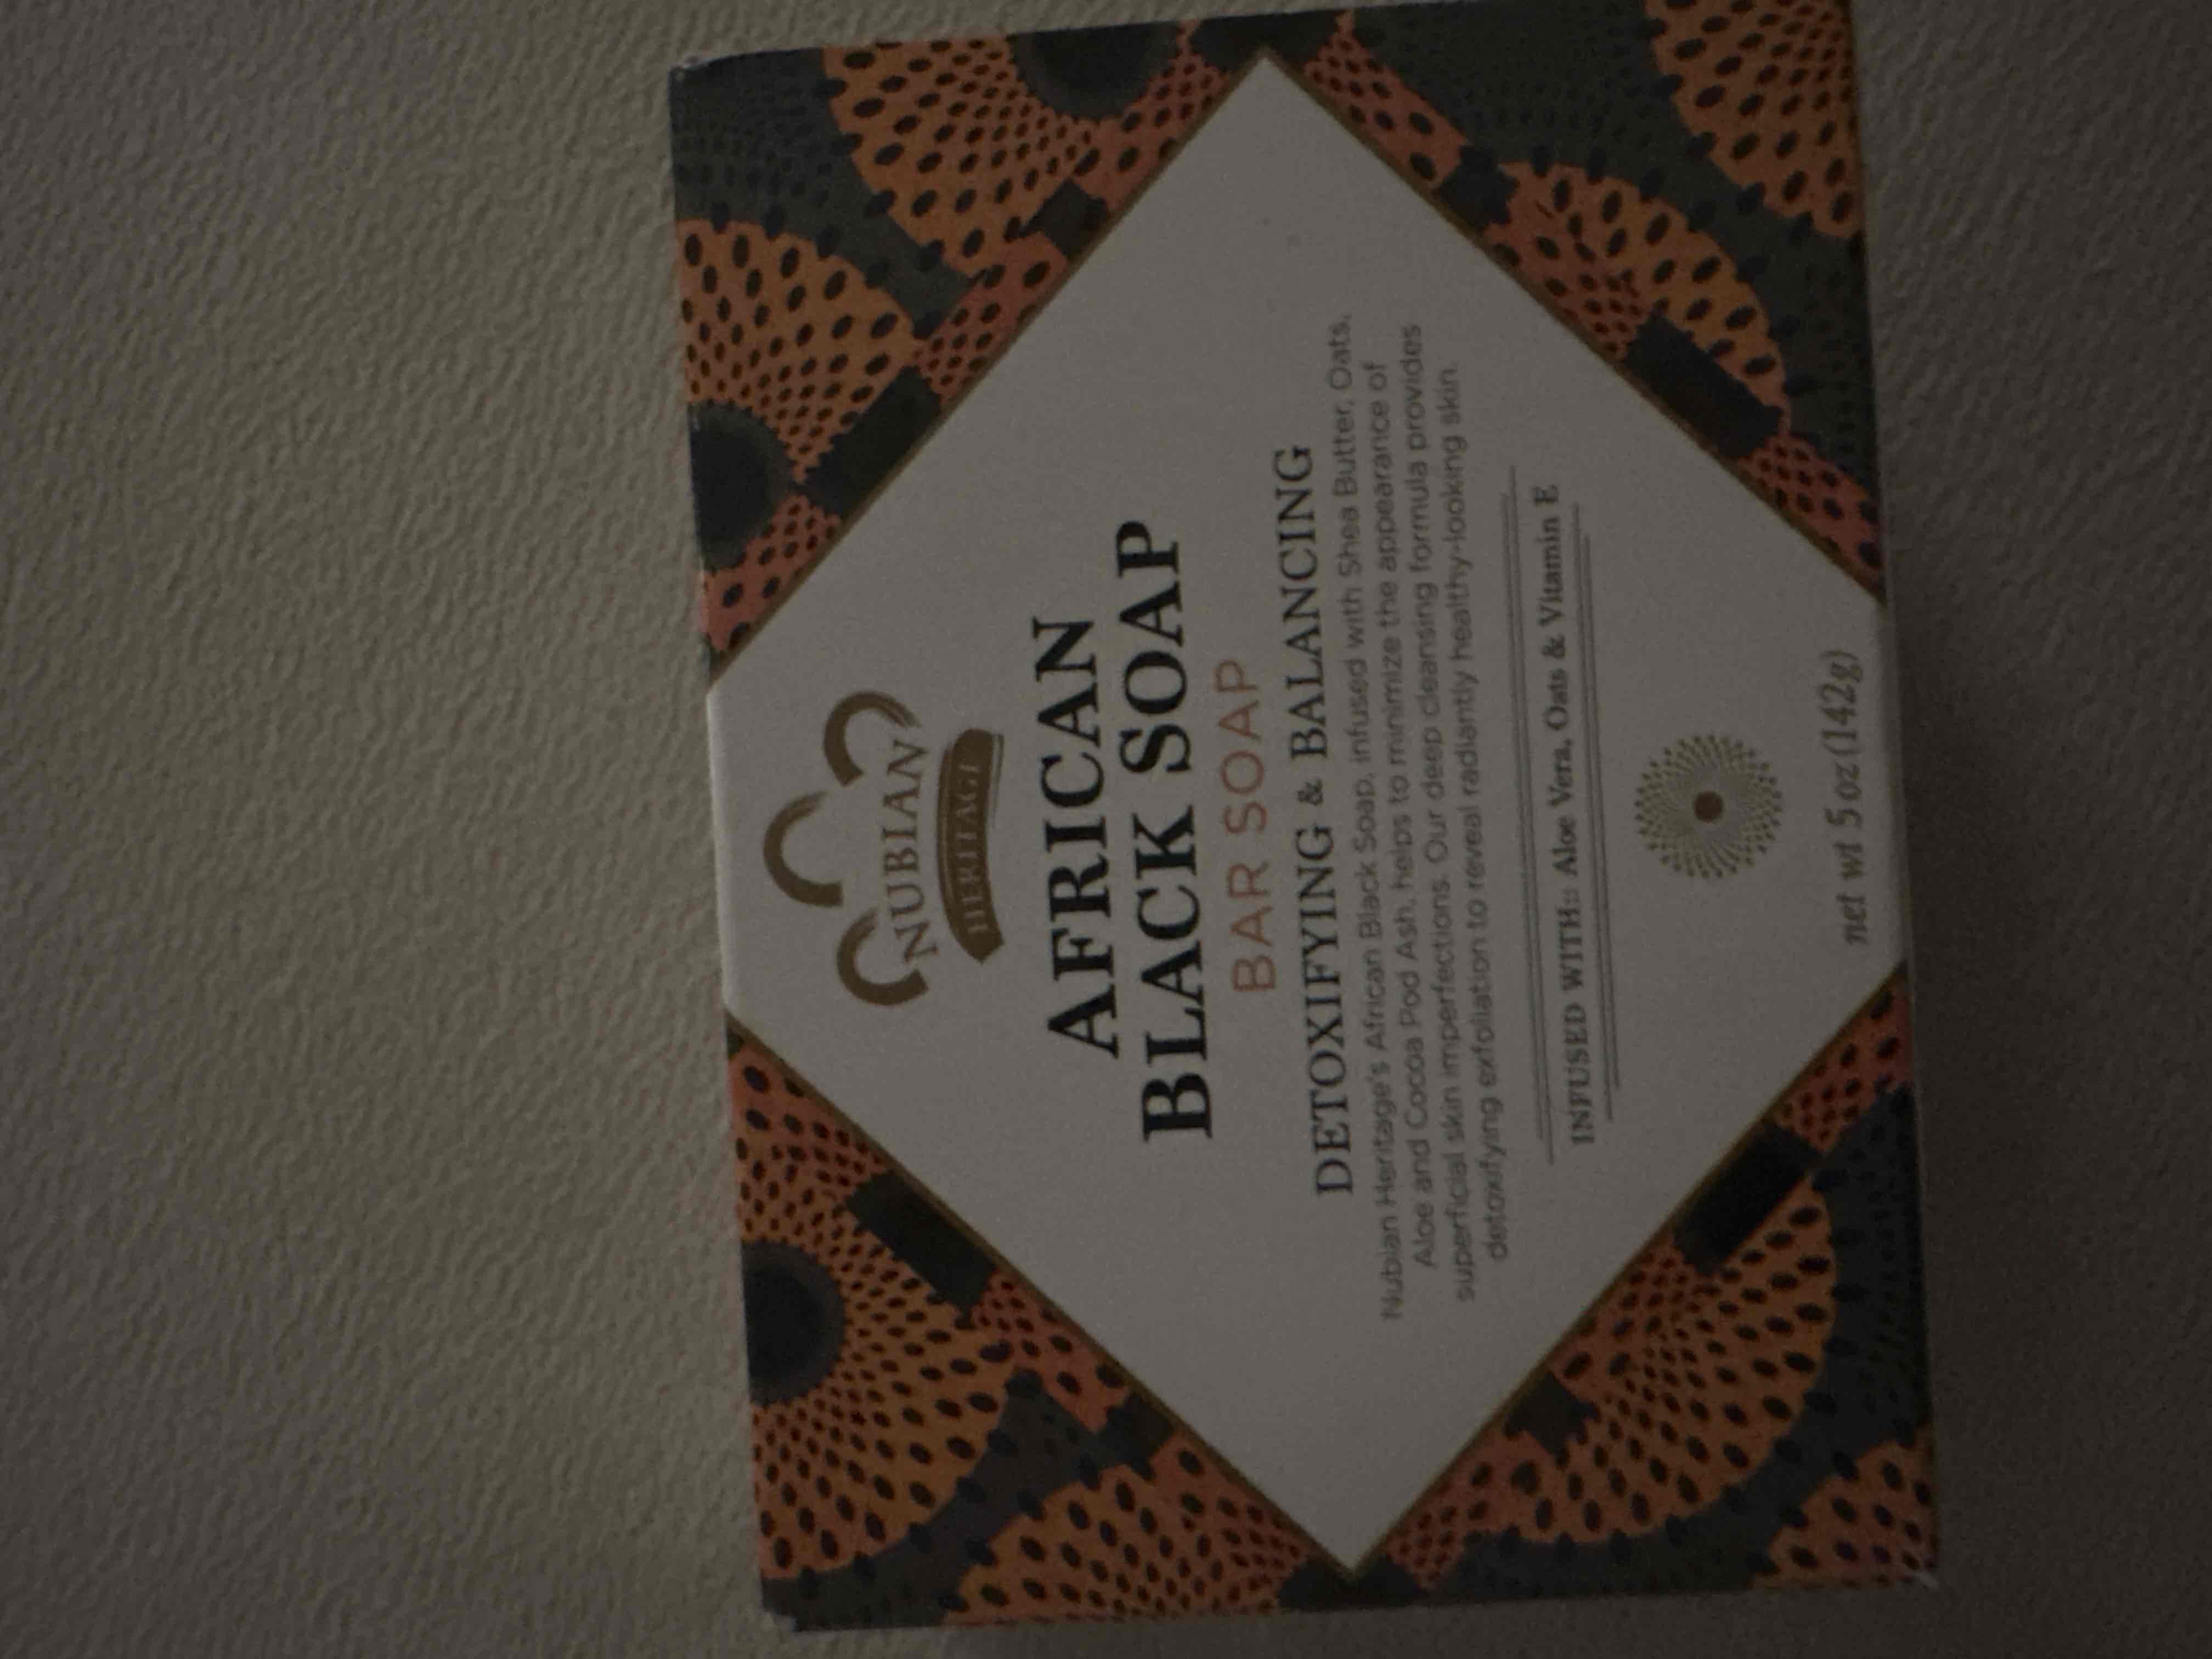 NUBIAN
HERITAGE
AFRICAN
BLACK SOAP
BAR SOAP
DETOXIFYING & BALANCING
Nubian Heritage's African Black Soap, infused with Shea Butter, Oats,
Aloe and Cocoa Pod Ash, helps to minimize the appearance of
superficial skin imperfections. Our deep cleansing formula provides
detoxifying exfoliation to reveal radiantly healthy-looking skin.
INFUSED WITH:: Aloe Vera, Oats & Vitamin E
net wt 5 oz (142g)